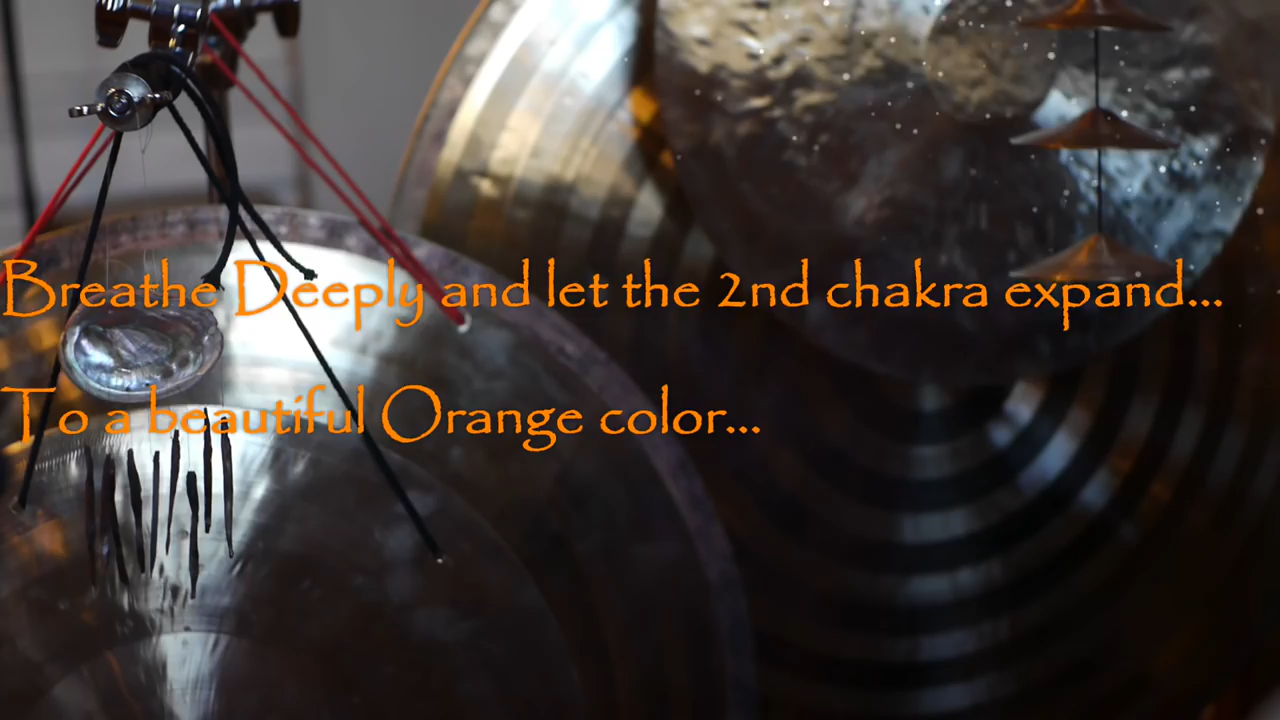 Breathe Deeply and let the 2nd chakra expand...
To a beautiful Orange color...